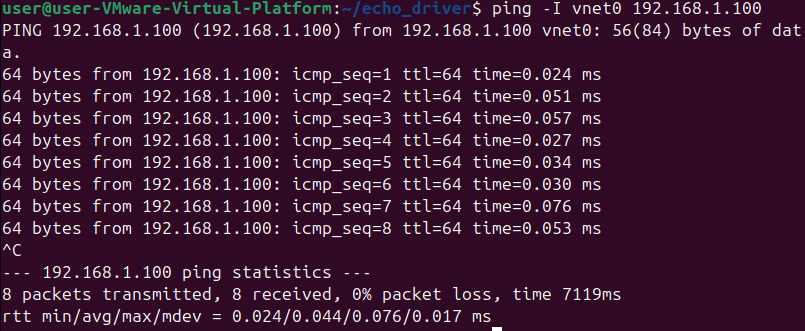 user@user-VMware-Virtual-Platform:~/echo_driver$ ping -I vnet0 192.168.1.100
PING 192.168.1.100 (192.168.1.100) from 192.168.1.100 vnet0: 56(84) bytes of dat
a.
64 bytes from 192.168.1.100: icmp_seq=1 ttl=64 time=0.024 ms
64 bytes from 192.168.1.100: icmp_seq=2 ttl=64 time=0.051 ms
64 bytes from 192.168.1.100: icmp_seq=3 ttl=64 time=0.057 ms
64 bytes from 192.168.1.100: icmp_seq=4 ttl=64 time=0.027 ms
64 bytes from 192.168.1.100: icmp_seq=5 ttl=64 time=0.034 ms
64 bytes from 192.168.1.100: icmp_seq=6 ttl=64 time=0.030 ms
64 bytes from 192.168.1.100: icmp_seq=7 ttl=64 time=0.076 ms
64 bytes from 192.168.1.100: icmp_seq=8 ttl=64 time=0.053 ms
^C
--- 192.168.1.100 ping statistics ---
8 packets transmitted, 8 received, 0% packet loss, time 7119ms
rtt min/avg/max/mdev = 0.024/0.044/0.076/0.017 ms